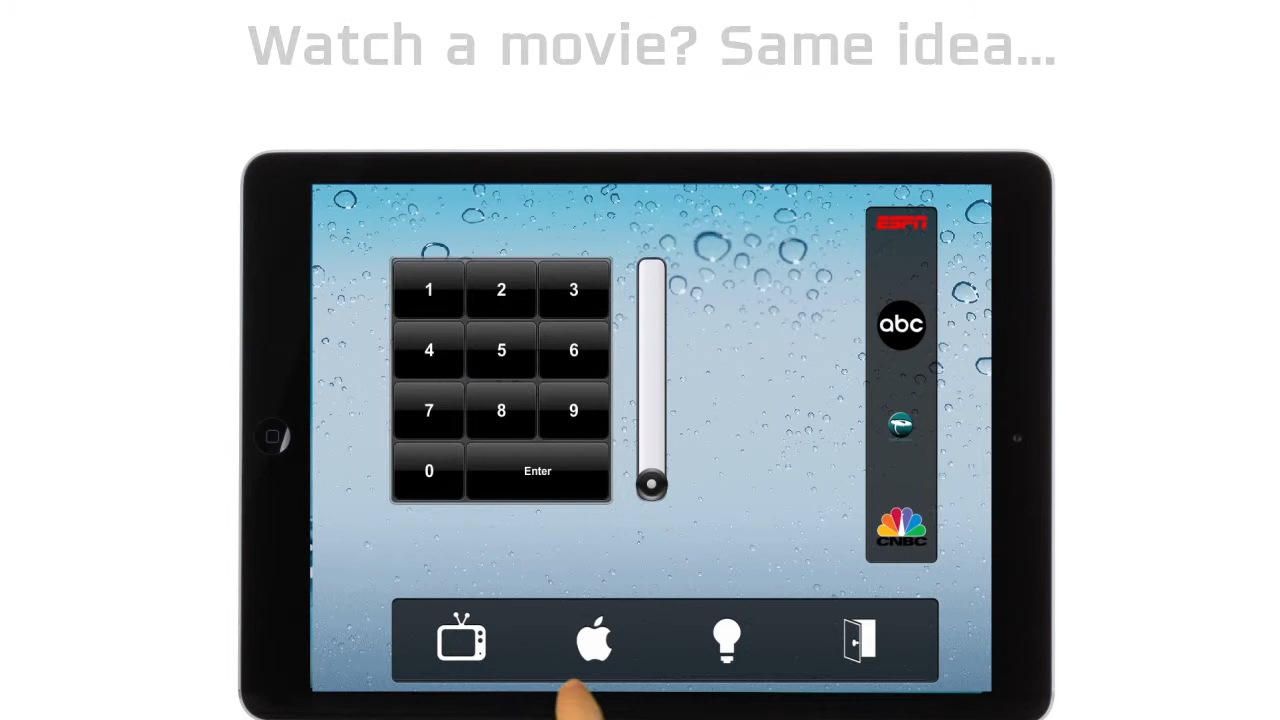 Watch a movie? Same idea...
ESPN
1 2 3
abc
4 5 6
7 8 9
0 Enter
CNBC